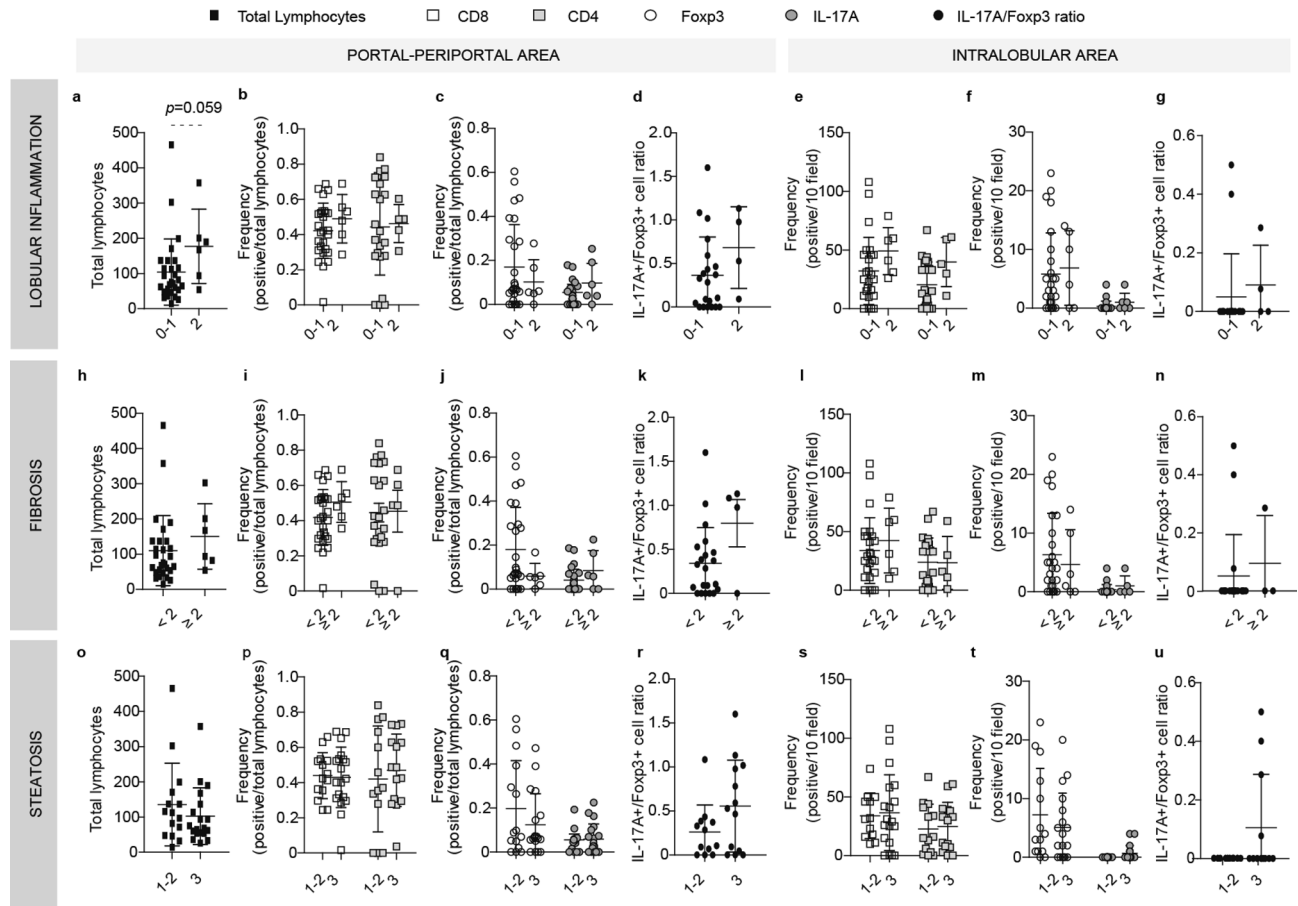 Total Lymphocytes CD8 CD4 Foxp3 IL-17A IL-17A/Foxp3 ratio
PORTAL-PERIPORTAL AREA INTRALOBULAR AREA
LOBULAR INFLAMMATION
a
p=0.059
Total lymphocytes
500
400
300
200
100
0
0-1 2
b
Frequency
(positive/total lymphocytes)
1.0
0.8
0.6
0.4
0.2
0
0-1 2 0-1 2
c
Frequency
(positive/total lymphocytes)
0.8
0.6
0.4
0.2
0
0-1 2 0-1 2
d
IL-17A+/Foxp3+ cell ratio
2.0
1.5
1.0
0.5
0
0-1 2
e
Frequency
(positive/10 field)
150
100
50
0
0-1 2 0-1 2
f
Frequency
(positive/10 field)
30
20
10
0
0-1 2 0-1 2
g
IL-17A+/Foxp3+ cell ratio
0.6
0.4
0.2
0
0-1 2
FIBROSIS
h
Total lymphocytes
500
400
300
200
100
0
< 2 ≥ 2
i
Frequency
(positive/total lymphocytes)
1.0
0.8
0.6
0.4
0.2
0
< 2 ≥ 2 < 2 ≥ 2
j
Frequency
(positive/total lymphocytes)
0.8
0.6
0.4
0.2
0
< 2 ≥ 2 < 2 ≥ 2
k
IL-17A+/Foxp3+ cell ratio
2.0
1.5
1.0
0.5
0
< 2 ≥ 2
l
Frequency
(positive/10 field)
150
100
50
0
< 2 ≥ 2 < 2 ≥ 2
m
Frequency
(positive/10 field)
30
20
10
0
< 2 ≥ 2 < 2 ≥ 2
n
IL-17A+/Foxp3+ cell ratio
0.6
0.4
0.2
0
< 2 ≥ 2
STEATOSIS
o
Total lymphocytes
500
400
300
200
100
0
1-2 3
p
Frequency
(positive/total lymphocytes)
1.0
0.8
0.6
0.4
0.2
0
1-2 3 1-2 3
q
Frequency
(positive/total lymphocytes)
0.8
0.6
0.4
0.2
0
1-2 3 1-2 3
r
IL-17A+/Foxp3+ cell ratio
2.0
1.5
1.0
0.5
0
1-2 3
s
Frequency
(positive/10 field)
150
100
50
0
1-2 3 1-2 3
t
Frequency
(positive/10 field)
30
20
10
0
1-2 3 1-2 3
u
IL-17A+/Foxp3+ cell ratio
0.6
0.4
0.2
0
1-2 3